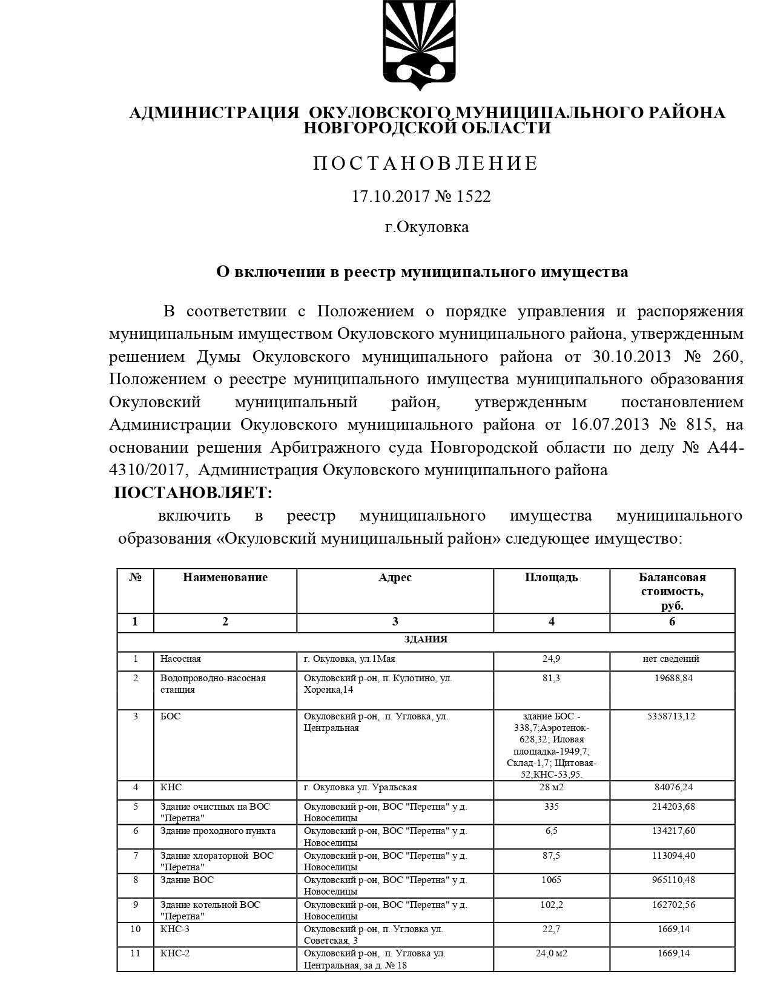 АДМИНИСТРАЦИЯ ОКУЛОВСКОГО МУНИЦИПАЛЬНОГО РАЙОНА
НОВГОРОДСКОЙ ОБЛАСТИ
ПОСТАНОВЛЕНИЕ
17.10.2017 № 1522
г.Окуловка
О включении в реестр муниципального имущества
В соответствии с Положением о порядке управления и распоряжения
муниципальным имуществом Окуловского муниципального района, утвержденным
решением Думы Окуловского муниципального района от 30.10.2013 № 260,
Положением о реестре муниципального имущества муниципального образования
Окуловский муниципальный район, утвержденным постановлением
Администрации Окуловского муниципального района от 16.07.2013 № 815, на
основании решения Арбитражного суда Новгородской области по делу № А44-
4310/2017, Администрация Окуловского муниципального района
ПОСТАНОВЛЯЕТ:
включить в реестр муниципального имущества муниципального
образования «Окуловский муниципальный район» следующее имущество:
№ Наименование Адрес Площадь Балансовая
стоимость,
руб.
1 2 3 4 6
ЗДАНИЯ
1 Насосная г. Окуловка, ул.1Мая 24,9 нет сведений
2 Водопроводно-насосная Окуловский р-он, п. Кулотино, ул. 81,3 19688,84
станция Хоренка,14
3 БОС Окуловский р-он, п. Угловка, ул. здание БОС - 5358713,12
Центральная 338,7;Аэротенок-
628,32; Иловая
площадка-1949,7;
Склад-1,7; Щитовая-
52;КНС-53,95.
4 КНС г. Окуловка ул. Уральская 28 м2 84076,24
5 Здание очистных на ВОС Окуловский р-он, ВОС "Перетна" у д. 335 214203,68
"Перетна" Новоселицы
6 Здание проходного пункта Окуловский р-он, ВОС "Перетна" у д. 6,5 134217,60
Новоселицы
7 Здание хлораторной ВОС Окуловский р-он, ВОС "Перетна" у д. 87,5 113094,40
"Перетна" Новоселицы
8 Здание ВОС Окуловский р-он, ВОС "Перетна" у д. 1065 965110,48
Новоселицы
9 Здание котельной ВОС Окуловский р-он, ВОС "Перетна" у д. 102,2 162702,56
"Перетна" Новоселицы
10 КНС-3 Окуловский р-он, п. Угловка ул. 22,7 1669,14
Советская, 3
11 КНС-2 Окуловский р-он, п. Угловка ул. 24,0 м2 1669,14
Центральная, за д. № 18